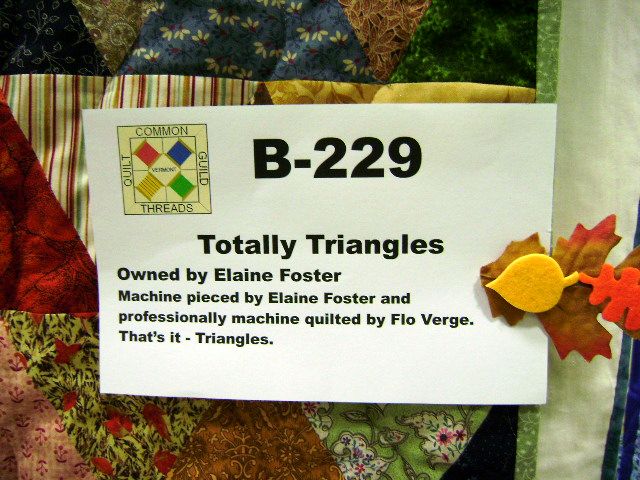 COMMON
QUILT
GUILD
VERMONT
THREADS
B-229
Totally Triangles
Owned by Elaine Foster
Machine pieced by Elaine Foster and
professionally machine quilted by Flo Verge.
That's it - Triangles.